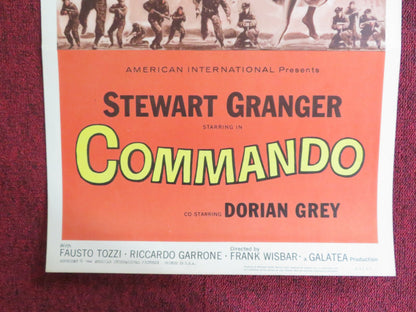 AMERICAN INTERNATIONAL Presents
STEWART GRANGER
STARRING IN
COMMANDO
CO-STARRING DORIAN GREY
With
FAUSTO TOZZI · RICCARDO GARRONE · Directed by FRANK WISBAR · A GALATEA Production